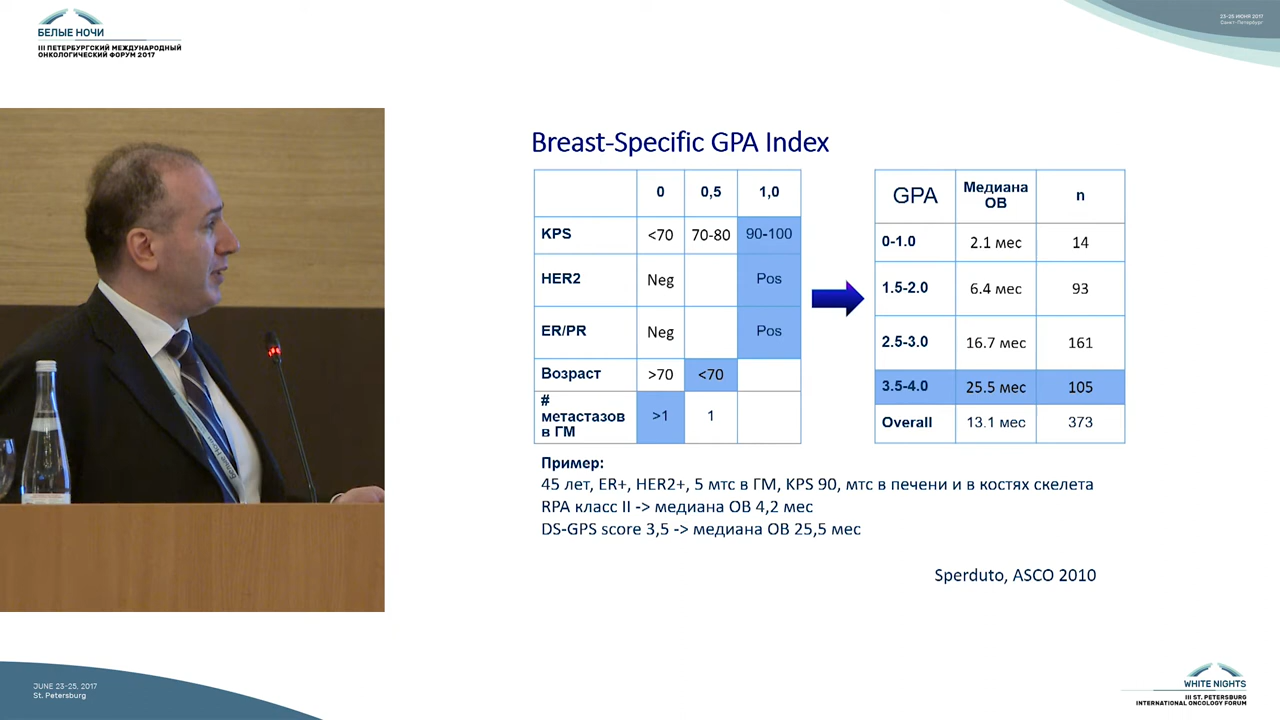 БЕЛЫЕ НОЧИ
III ПЕТЕРБУРГСКИЙ МЕЖДУНАРОДНЫЙ
ОНКОЛОГИЧЕСКИЙ ФОРУМ 2017
23-25 ИЮНЯ 2017
Санкт-Петербург
Breast-Specific GPA Index
0 0,5 1,0
KPS <70 70-80 90-100
HER2 Neg Pos
ER/PR Neg Pos
Возраст >70 <70
#
метастазов
в ГМ
>1 1
GPA
Медиана
ОВ
n
0-1.0 2.1 мес 14
1.5-2.0 6.4 мес 93
2.5-3.0 16.7 мес 161
3.5-4.0 25.5 мес 105
Overall 13.1 мес 373
Пример:
45 лет, ER+, HER2+, 5 мтс в ГМ, KPS 90, мтс в печени и в костях скелета
RPA класс II -> медиана ОВ 4,2 мес
DS-GPS score 3,5 -> медиана ОВ 25,5 мес
Sperduto, ASCO 2010
JUNE 23-25, 2017
St. Petersburg
WHITE NIGHTS
III ST. PETERSBURG
INTERNATIONAL ONCOLOGY FORUM